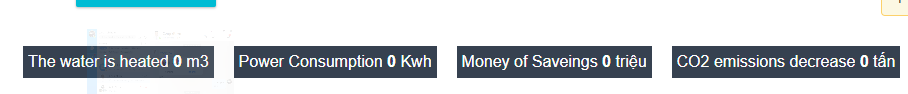 The water is heated 0 m3
Power Consumption 0 Kwh
Money of Saveings 0 triệu
CO2 emissions decrease 0 tấn